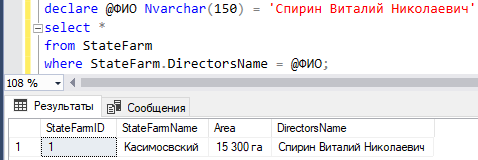 declare @ФИО Nvarchar(150) = 'Спирин Виталий Николаевич'
select *
from StateFarm
where StateFarm.DirectorsName = @ФИО;
108 %
Результаты Сообщения
StateFarmID StateFarmName Area DirectorsName
1 1 Касимосвский 15 300 га Спирин Виталий Николаевич